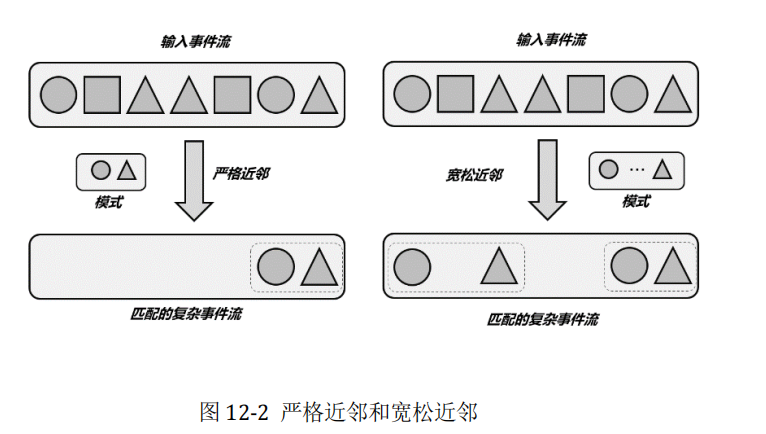 输入事件流
输入事件流
严格近邻
模式
宽松近邻
…
模式
匹配的复杂事件流
匹配的复杂事件流
图 12-2 严格近邻和宽松近邻